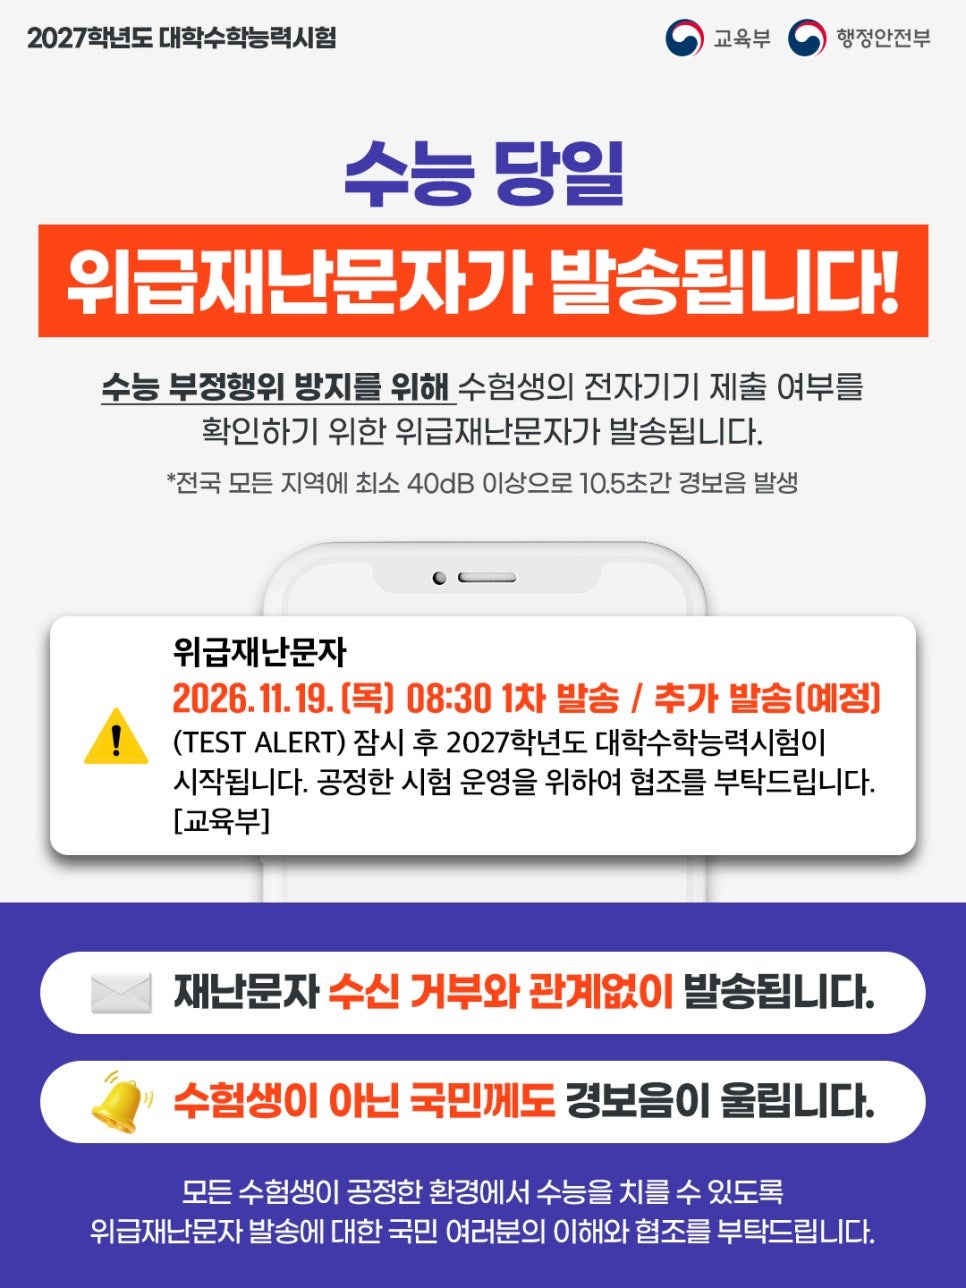 2027학년도 대학수학능력시험
교육부 행정안전부
수능 당일
위급재난문자가 발송됩니다!
수능 부정행위 방지를 위해 수험생의 전자기기 제출 여부를
확인하기 위한 위급재난문자가 발송됩니다.
*전국 모든 지역에 최소 40dB 이상으로 10.5초간 경보음 발생
위급재난문자
2026.11.19.(목) 08:30 1차 발송 / 추가 발송(예정)
(TEST ALERT) 잠시 후 2027학년도 대학수학능력시험이
시작됩니다. 공정한 시험 운영을 위하여 협조를 부탁드립니다.
[교육부]
재난문자 수신 거부와 관계없이 발송됩니다.
수험생이 아닌 국민께도 경보음이 울립니다.
모든 수험생이 공정한 환경에서 수능을 치를 수 있도록
위급재난문자 발송에 대한 국민 여러분의 이해와 협조를 부탁드립니다.